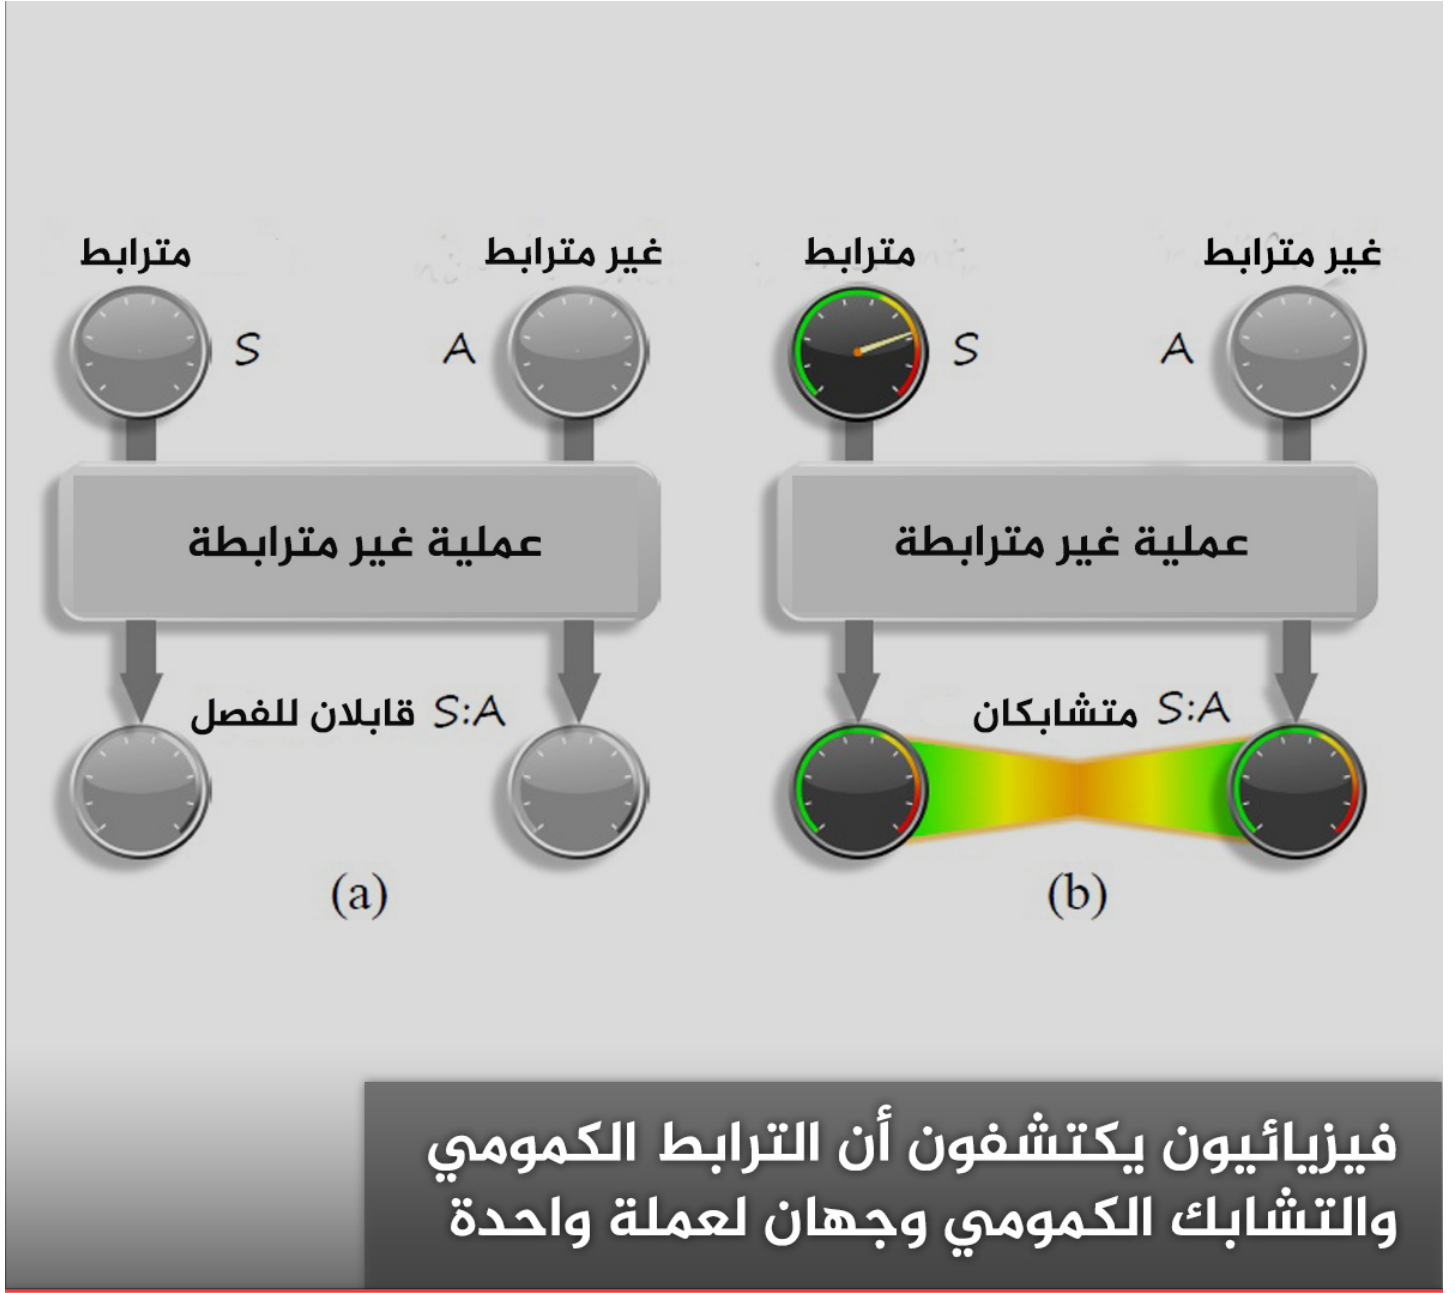 مترابط
غير مترابط
S
A
عملية غير مترابطة
S:A قابلان للفصل
(a)
مترابط
غير مترابط
S
A
عملية غير مترابطة
S:A متشابكان
(b)
فيزيائيون يكتشفون أن الترابط الكمومي
والتشابك الكمومي وجهان لعملة واحدة